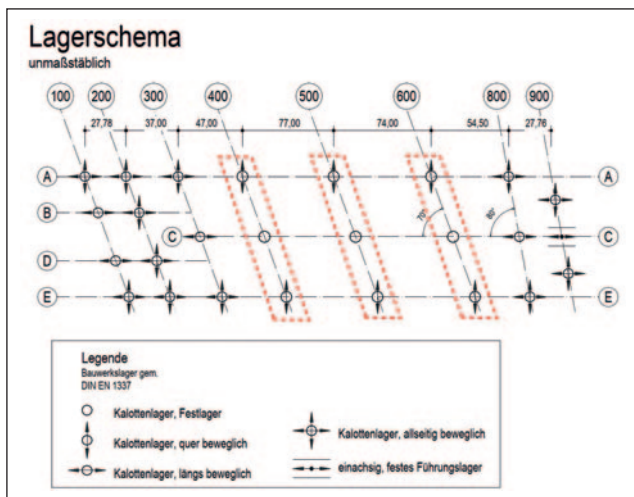 Lagerschema
unmaßstäblich
100 200 300 400 500 600 800 900
27,78 37,00 47,00 77,00 74,00 54,50 27,76
A A
B
C 70° 80° C
D
E E
Legende
Bauwerkslager gem.
DIN EN 1337
Kalottenlager, Festlager
Kalottenlager, quer beweglich
Kalottenlager, längs beweglich
Kalottenlager, allseitig beweglich
einachsig, festes Führungslager